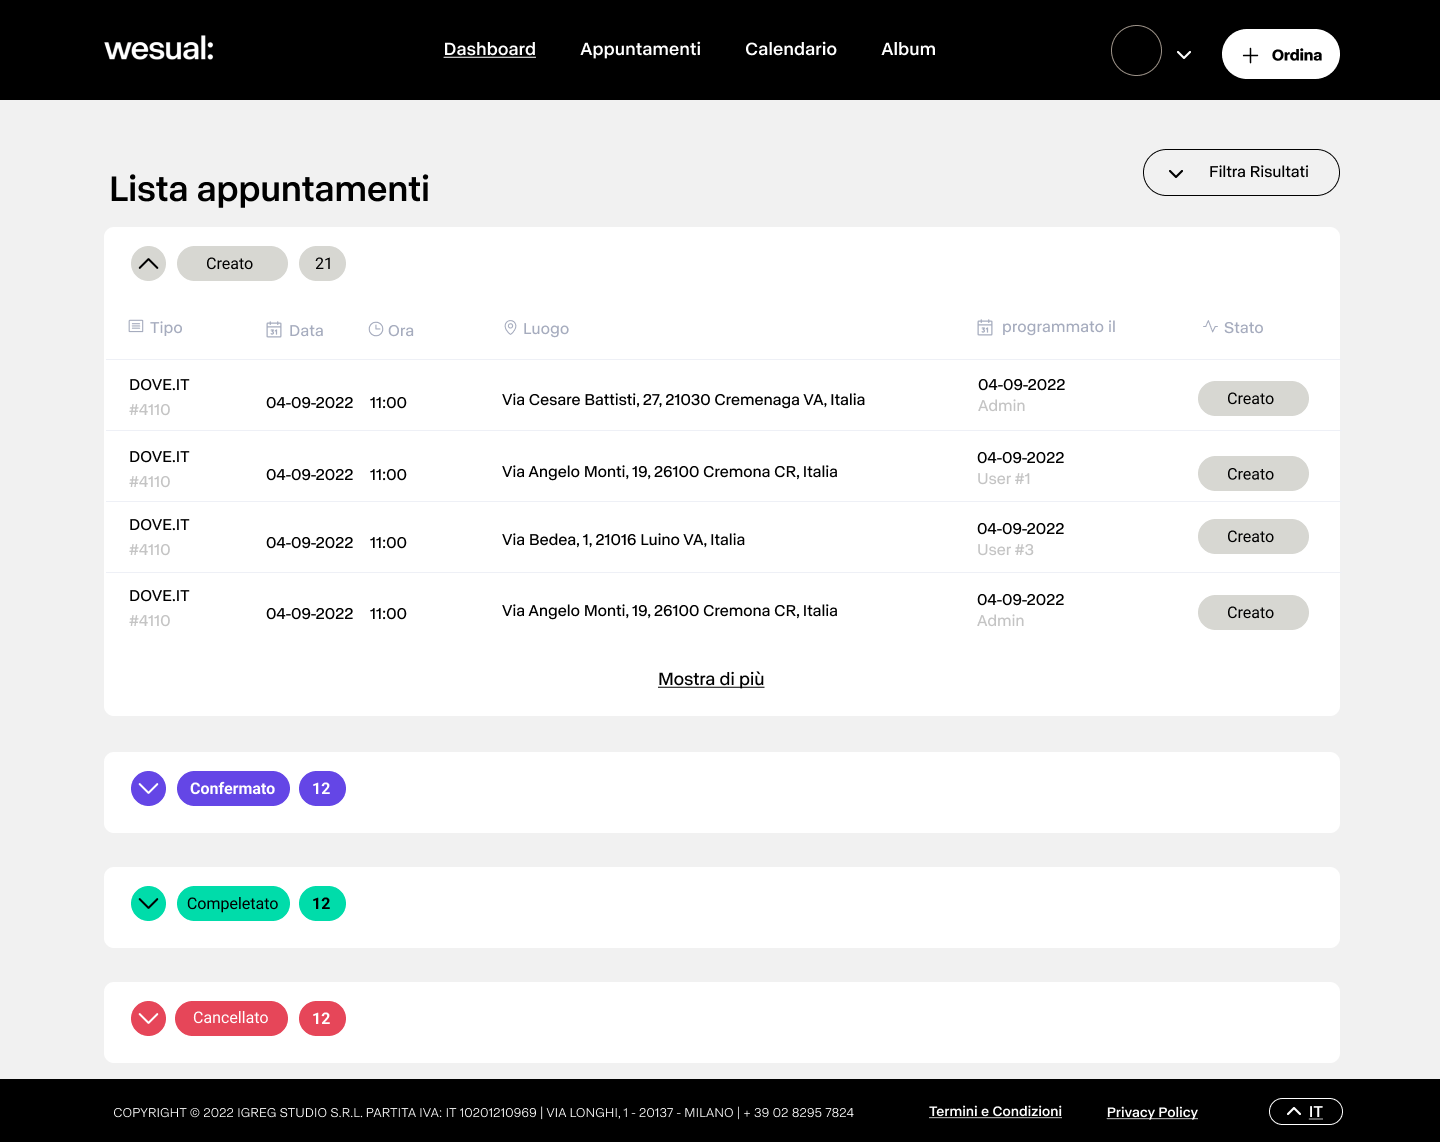 wesual:
Dashboard Appuntamenti Calendario Album
Ordina
Lista appuntamenti
Filtra Risultati
Creato 21
Tipo Data Ora Luogo programmato il Stato
DOVE.IT
#4110
04-09-2022 11:00
Via Cesare Battisti, 27, 21030 Cremenaga VA, Italia
04-09-2022
Admin
Creato
DOVE.IT
#4110
04-09-2022 11:00
Via Angelo Monti, 19, 26100 Cremona CR, Italia
04-09-2022
User #1
Creato
DOVE.IT
#4110
04-09-2022 11:00
Via Bedea, 1, 21016 Luino VA, Italia
04-09-2022
User #3
Creato
DOVE.IT
#4110
04-09-2022 11:00
Via Angelo Monti, 19, 26100 Cremona CR, Italia
04-09-2022
Admin
Creato
Mostra di più
Confermato 12
Compeletato 12
Cancellato 12
COPYRIGHT © 2022 IGREG STUDIO S.R.L. PARTITA IVA: IT 10201210969 | VIA LONGHI, 1 - 20137 - MILANO | + 39 02 8295 7824
Termini e Condizioni
Privacy Policy
IT